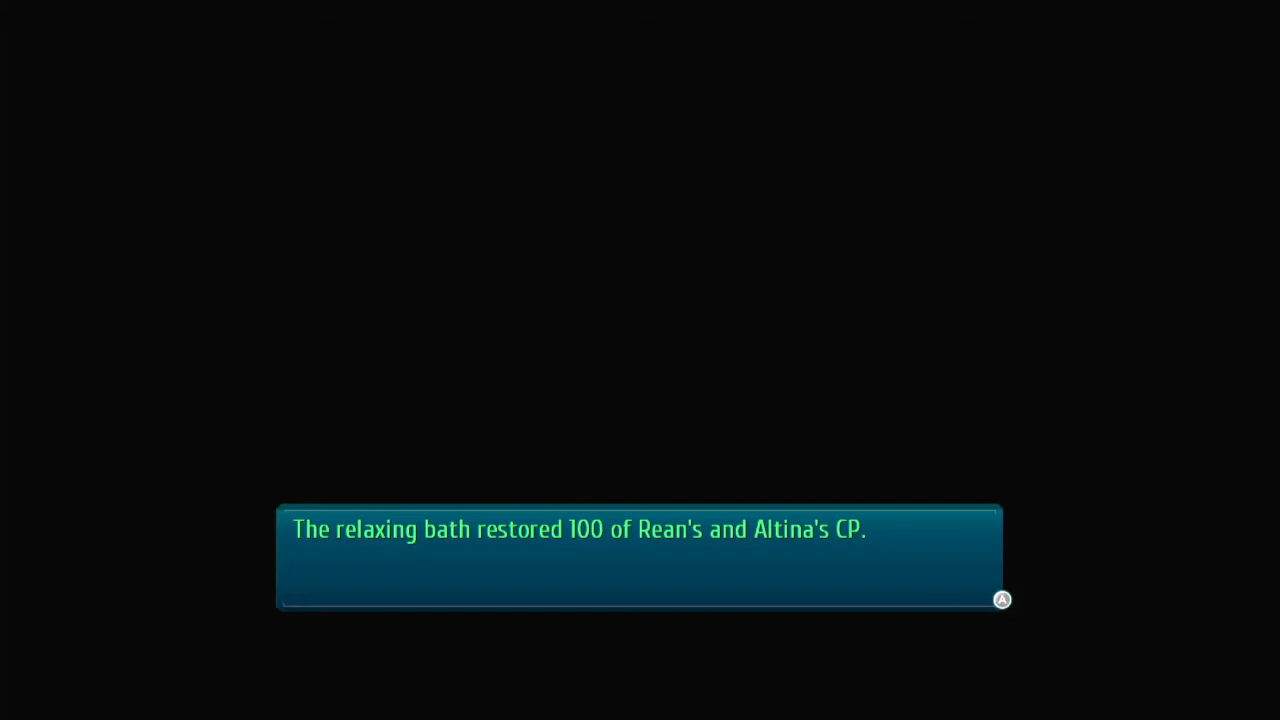 The relaxing bath restored 100 of Rean's and Altina's CP.
A